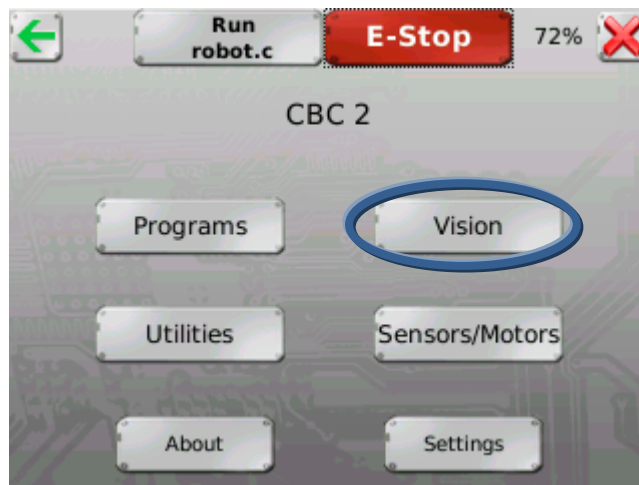 Run
robot.c
E-Stop
72%
CBC 2
Programs
Vision
Utilities
Sensors/Motors
About
Settings